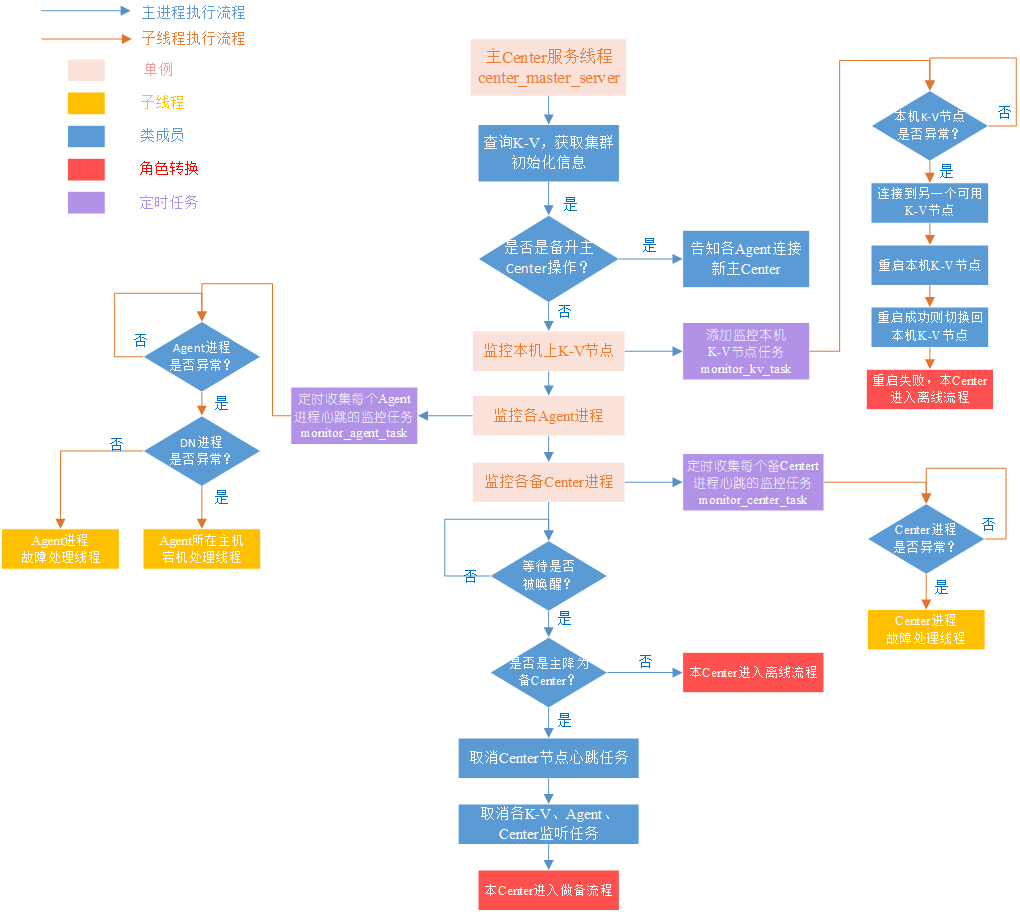 主进程执行流程
子线程执行流程
单例
子线程
类成员
角色转换
定时任务
主Center服务线程
center_master_server
查询K-V，获取集群
初始化信息
是
是否是备升主
Center操作？
是
告知各Agent连接
新主Center
否
监控本机上K-V节点
添加监控本机
K-V节点任务
monitor_kv_task
本机K-V节点
是否异常？
否
是
连接到另一个可用
K-V节点
重启本机K-V节点
重启成功则切换回
本机K-V节点
重启失败，本Center
进入离线流程
监控各Agent进程
定时收集每个Agent
进程心跳的监控任务
monitor_agent_task
Agent进程
是否异常？
否
是
DN进程
是否异常？
否
是
Agent进程
故障处理线程
Agent所在主机
宕机处理线程
监控各备Center进程
定时收集每个备Centert
进程心跳的监控任务
monitor_center_task
Center进程
是否异常？
否
是
Center进程
故障处理线程
等待是否
被唤醒？
否
是
是否是主降为
备Center？
否
本Center进入离线流程
是
取消Center节点心跳任务
取消各K-V、Agent、
Center监听任务
本Center进入做备流程